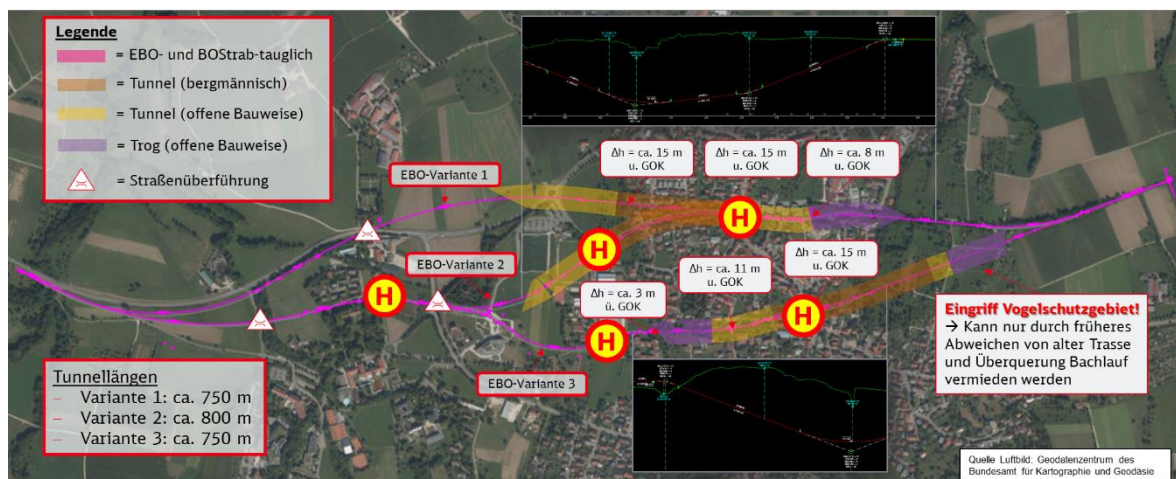 Legende
= EBO- und BOStrab-tauglich
= Tunnel (bergmännisch)
= Tunnel (offene Bauweise)
= Trog (offene Bauweise)
= Straßenüberführung
Δh = ca. 15 m
u. GOK
Δh = ca. 15 m
u. GOK
Δh = ca. 8 m
u. GOK
EBO-Variante 1
H
H
EBO-Variante 2
Δh = ca. 15 m
u. GOK
Δh = ca. 11 m
u. GOK
Δh = ca. 3 m
ü. GOK
H
H
H
EBO-Variante 3
Eingriff Vogelschutzgebiet!
→ Kann nur durch früheres
Abweichen von alter Trasse
und Überquerung Bachlauf
vermieden werden
Tunnellängen
– Variante 1: ca. 750 m
– Variante 2: ca. 800 m
– Variante 3: ca. 750 m
Quelle Luftbild: Geodatenzentrum des
Bundesamt für Kartographie und Geodäsie